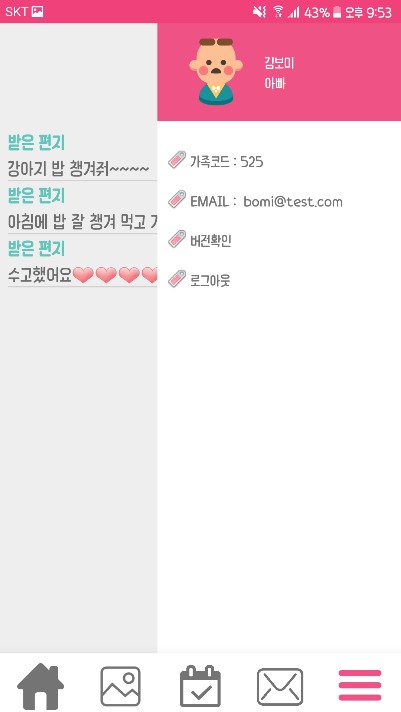 SKT 43% 오후 9:53
김보미
아빠
받은 편지
강아지 밥 챙겨줘~~~~
받은 편지
아침에 밥 잘 챙겨 먹고
받은 편지
수고했어요❤❤❤❤
가족코드 : 525
EMAIL : bomi@test.com
버전확인
로그아웃